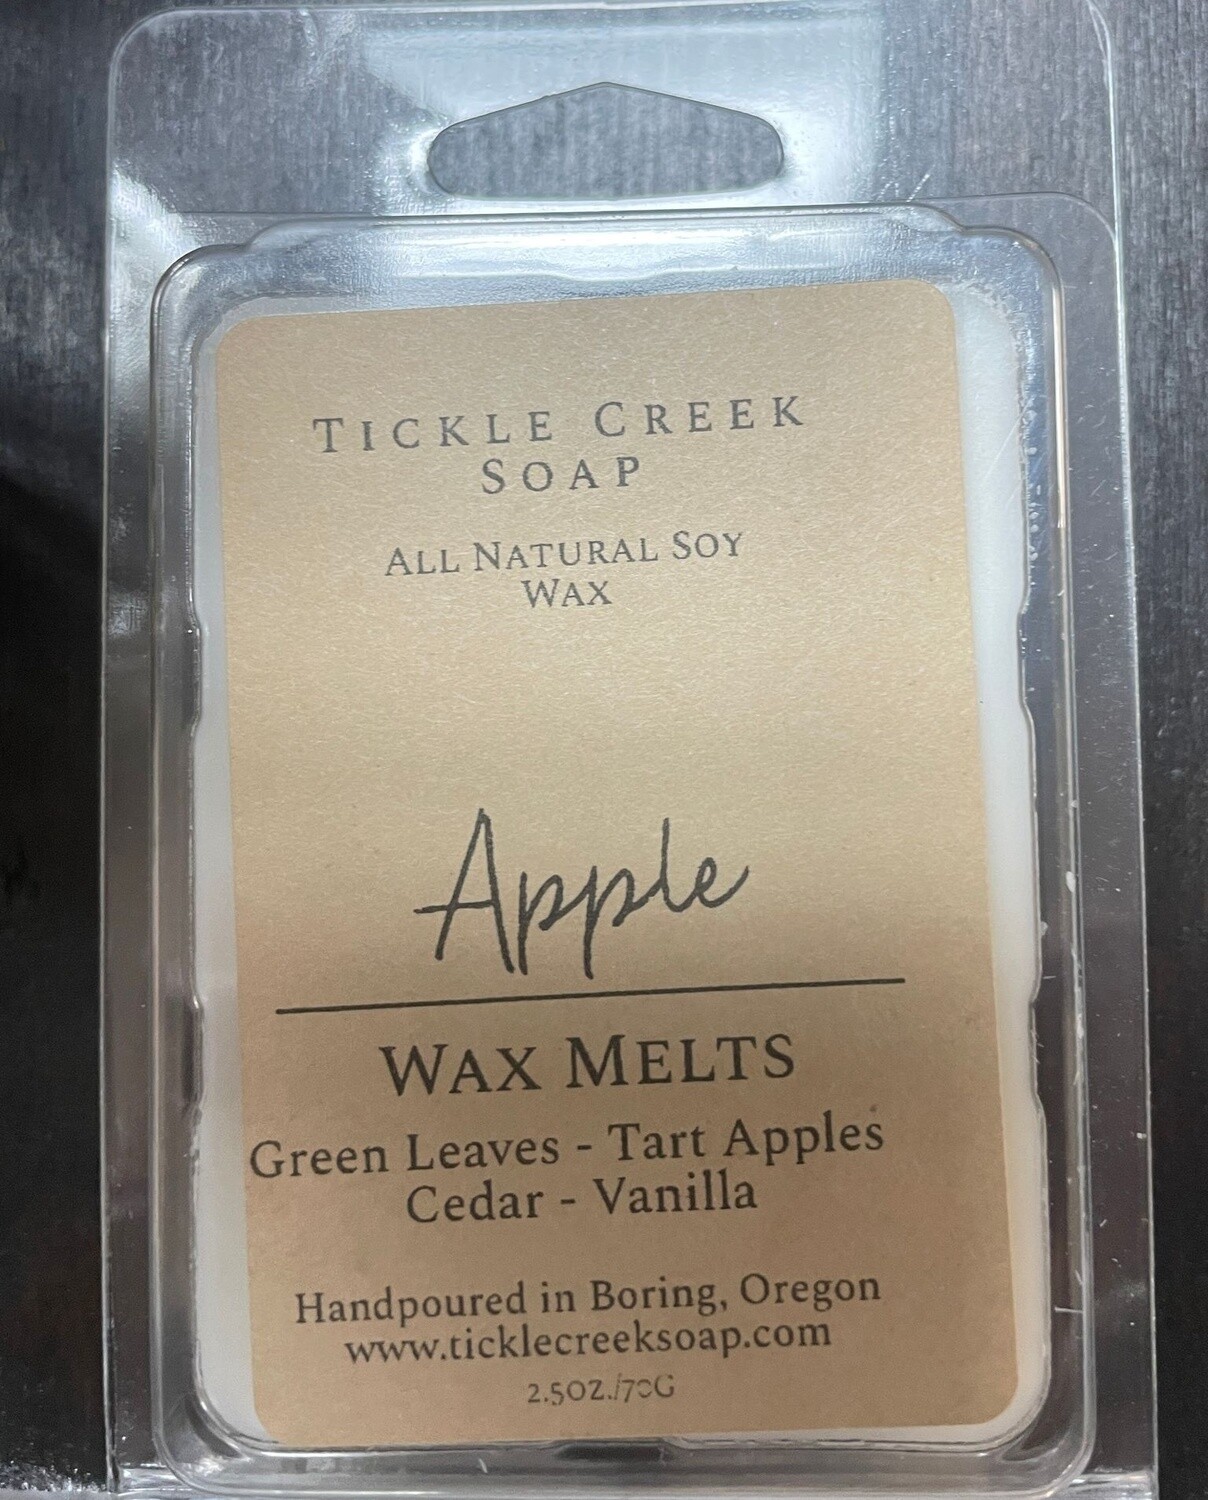 TICKLE CREEK
SOAP
ALL NATURAL SOY
WAX
Apple
WAX MELTS
Green Leaves - Tart Apples
Cedar - Vanilla
Handpoured in Boring, Oregon
www.ticklecreeksoap.com
2.5OZ./70G